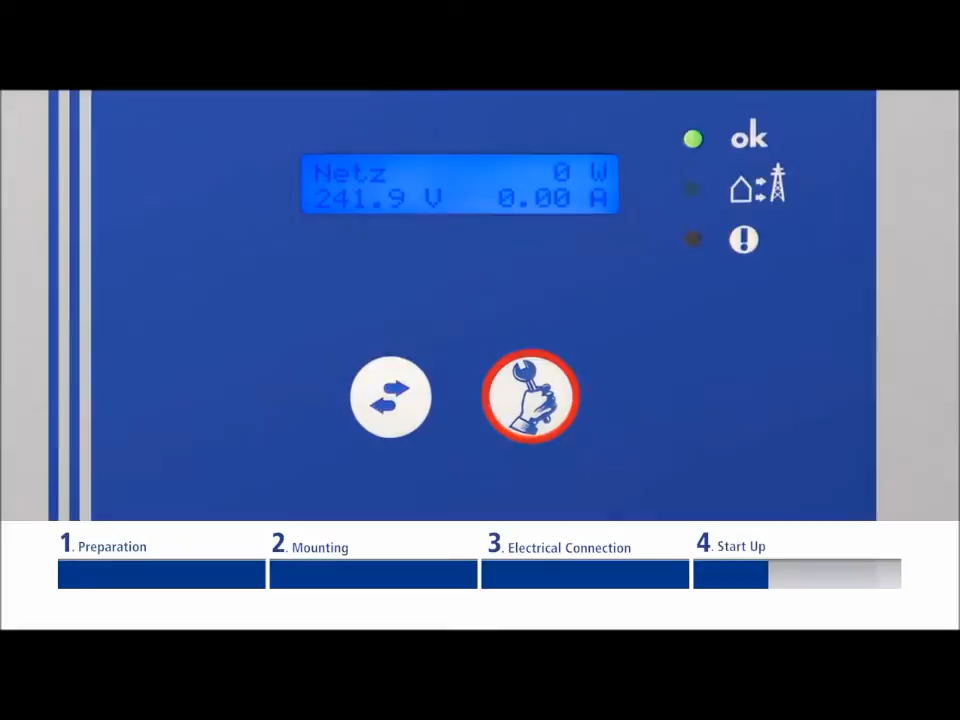 Netz 0 W
241.9 V 0.00 A
ok
1. Preparation
2. Mounting
3. Electrical Connection
4. Start Up